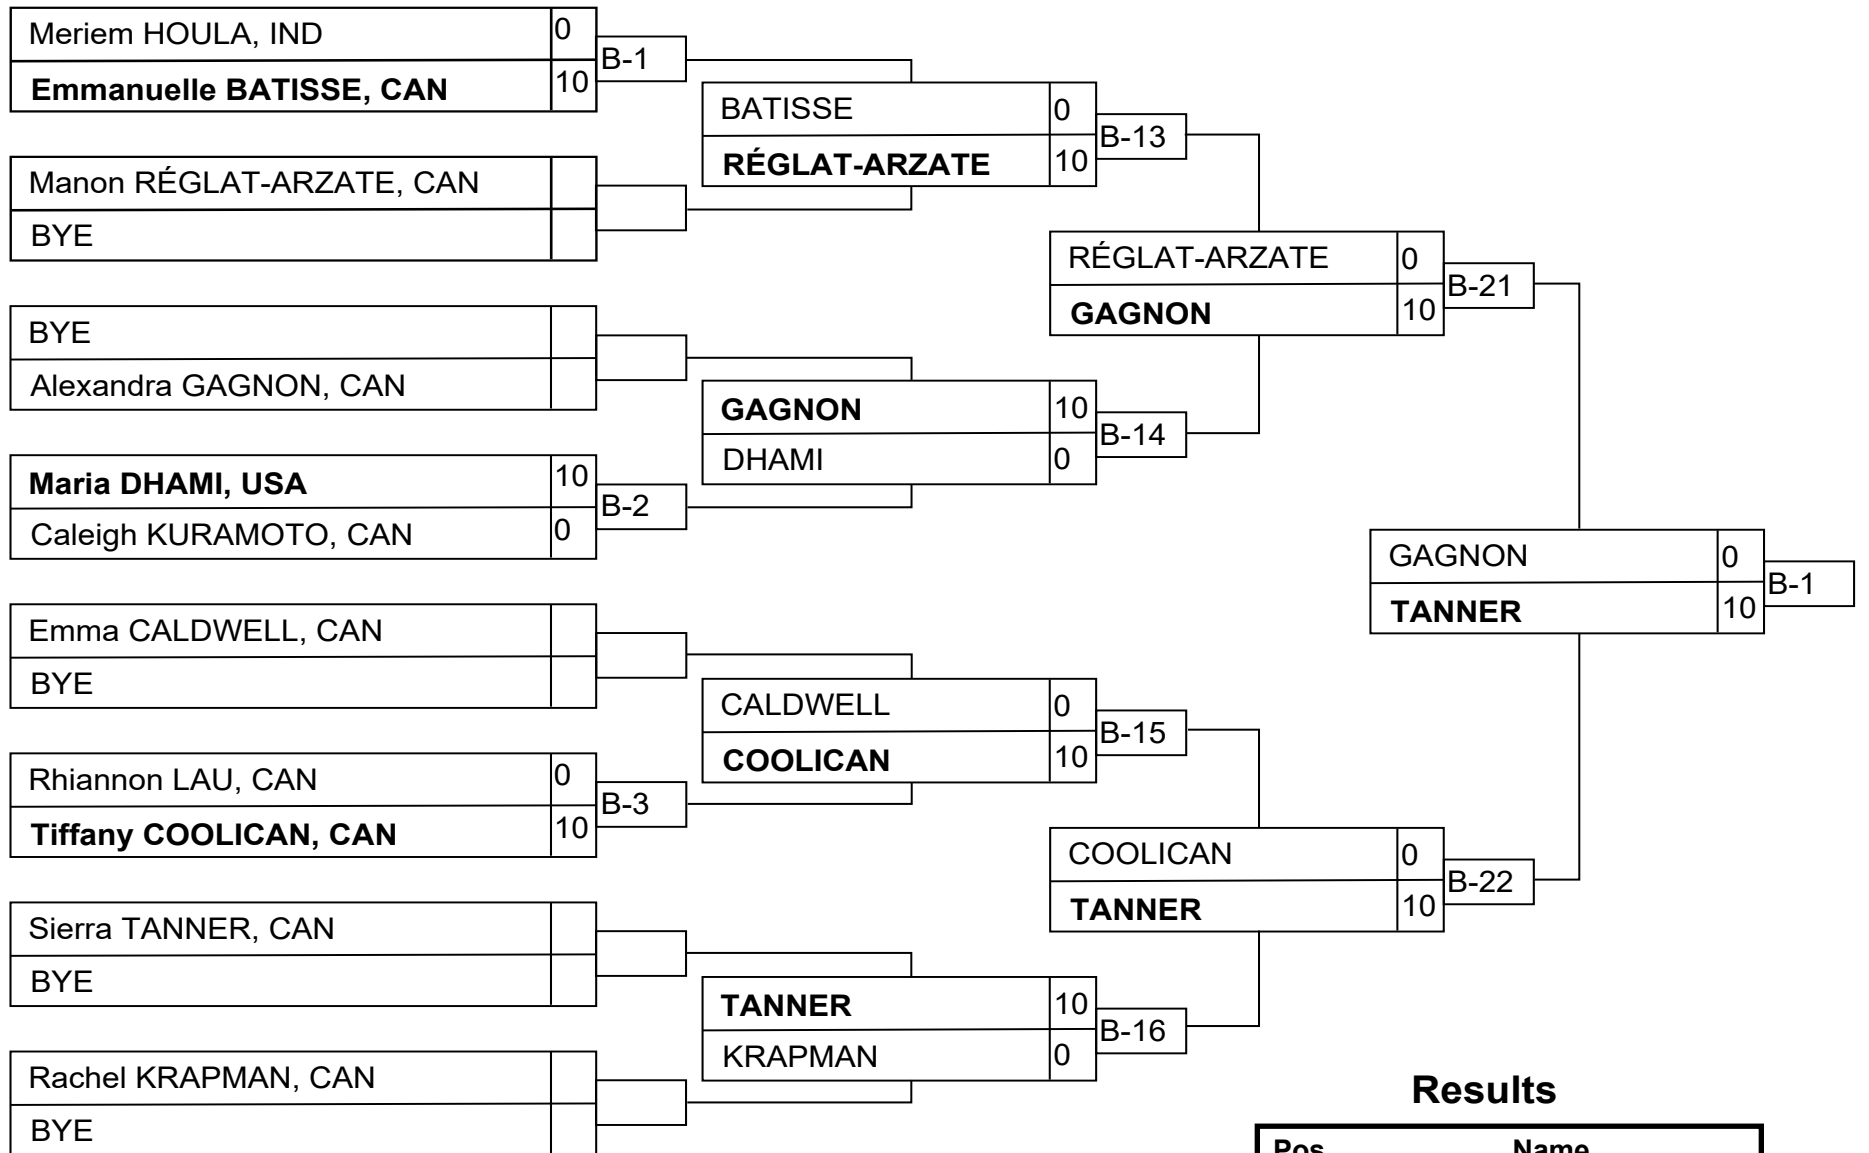 Meriem HOULA, IND 0
B-1
Emmanuelle BATISSE, CAN 10
BATISSE 0
B-13
RÉGLAT-ARZATE 10
Manon RÉGLAT-ARZATE, CAN
BYE
RÉGLAT-ARZATE 0
B-21
GAGNON 10
BYE
Alexandra GAGNON, CAN
GAGNON 10
B-14
DHAMI 0
Maria DHAMI, USA 10
B-2
Caleigh KURAMOTO, CAN 0
GAGNON 0
B-1
TANNER 10
Emma CALDWELL, CAN
BYE
CALDWELL 0
B-15
COOLICAN 10
Rhiannon LAU, CAN 0
B-3
Tiffany COOLICAN, CAN 10
COOLICAN 0
B-22
TANNER 10
Sierra TANNER, CAN
BYE
TANNER 10
B-16
KRAPMAN 0
Rachel KRAPMAN, CAN
BYE
Results
Pos Name